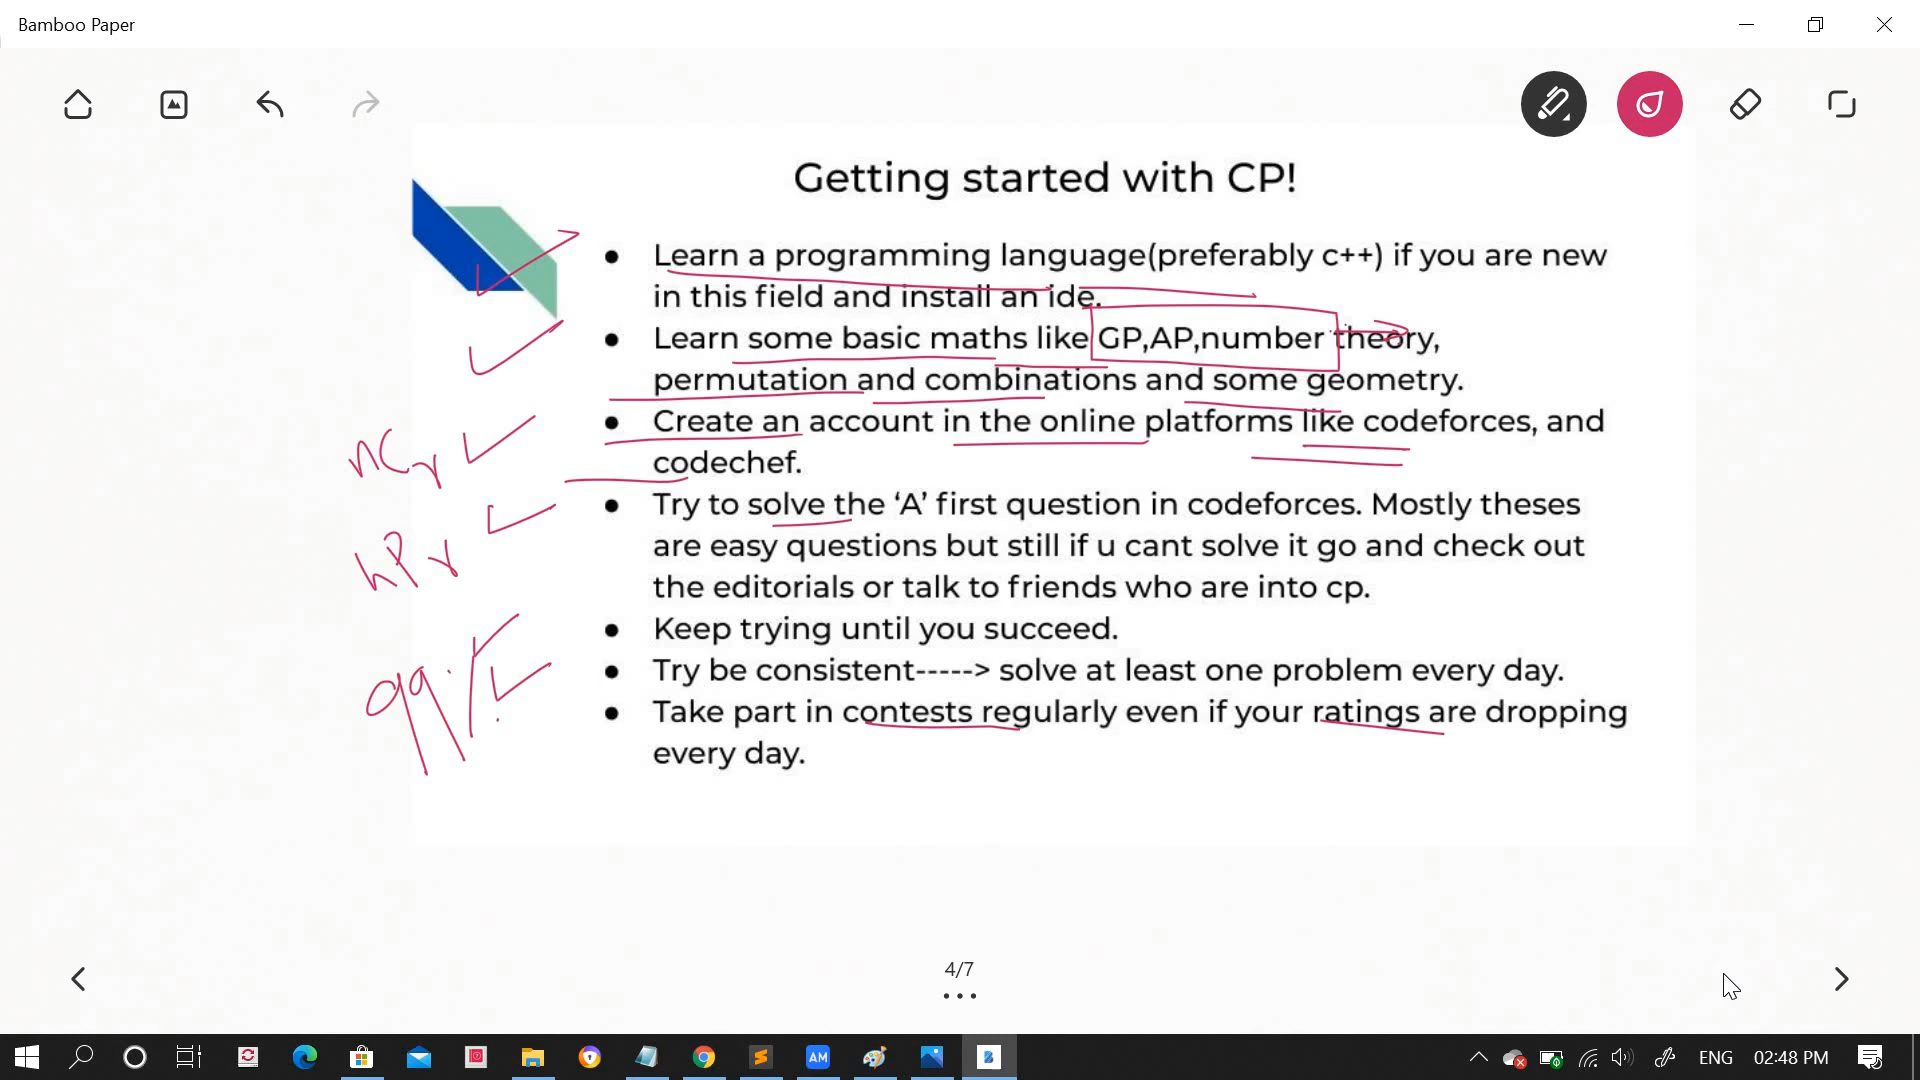 Bamboo Paper
Getting started with CP!
● Learn a programming language(preferably c++) if you are new
in this field and install an ide.
● Learn some basic maths like GP,AP,number theory,
permutation and combinations and some geometry.
● Create an account in the online platforms like codeforces, and
codechef.
● Try to solve the ‘A’ first question in codeforces. Mostly theses
are easy questions but still if u cant solve it go and check out
the editorials or talk to friends who are into cp.
● Keep trying until you succeed.
● Try be consistent-----> solve at least one problem every day.
● Take part in contests regularly even if your ratings are dropping
every day.
nCr
nPr
99%
4/7
AM
ENG 02:48 PM